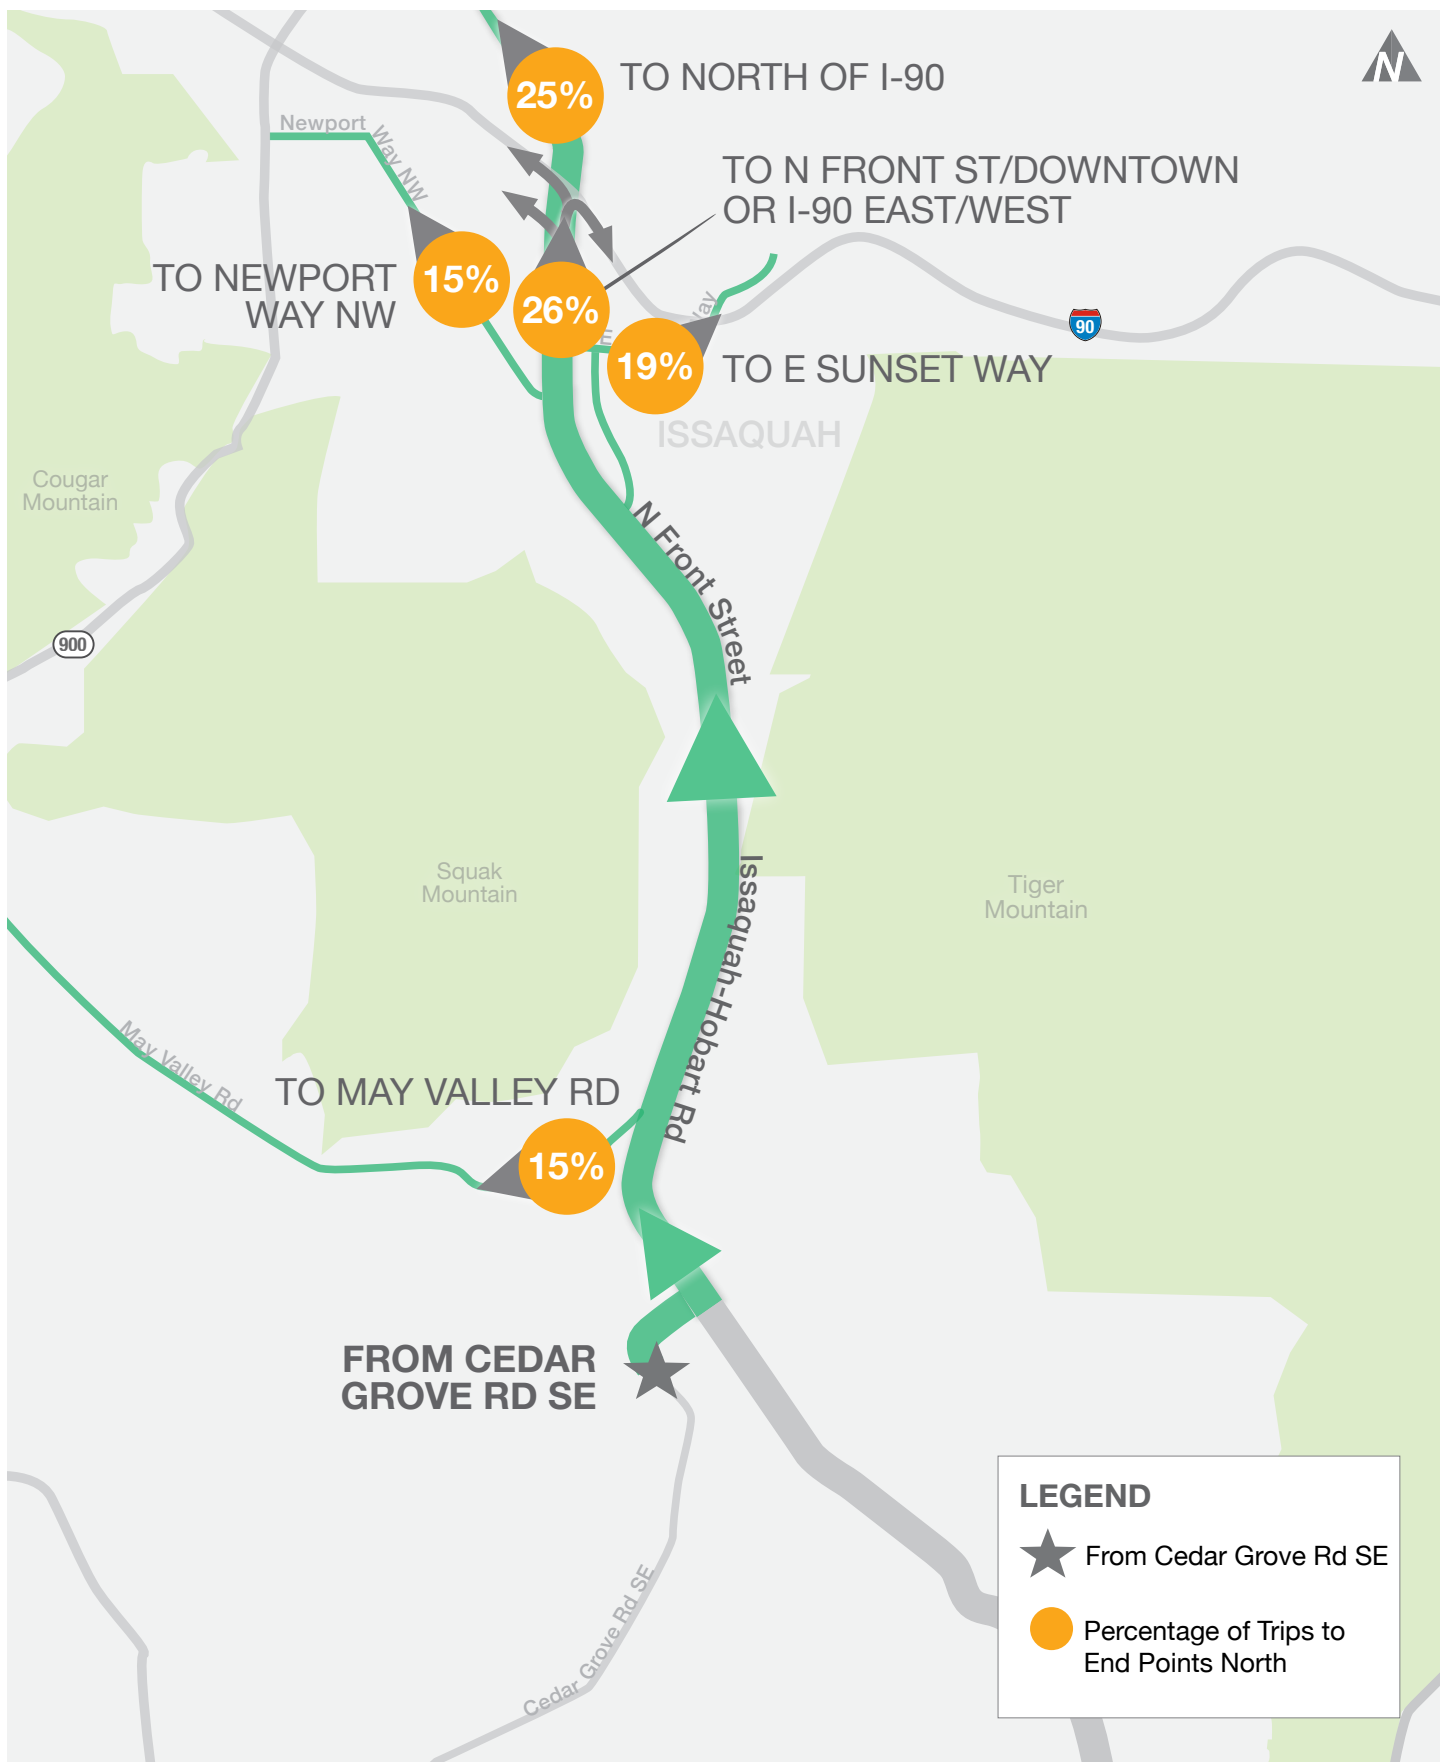 N
25%
TO NORTH OF I-90
Newport
Way NW
TO N FRONT ST/DOWNTOWN
OR I-90 EAST/WEST
TO NEWPORT
WAY NW
15%
26%
90
19%
TO E SUNSET WAY
ISSAQUAH
Cougar
Mountain
N Front Street
900
Squak
Mountain
Tiger
Mountain
Issaquah-Hobart Rd
May Valley Rd
TO MAY VALLEY RD
15%
FROM CEDAR
GROVE RD SE
Cedar Grove Rd SE
LEGEND
From Cedar Grove Rd SE
Percentage of Trips to
End Points North